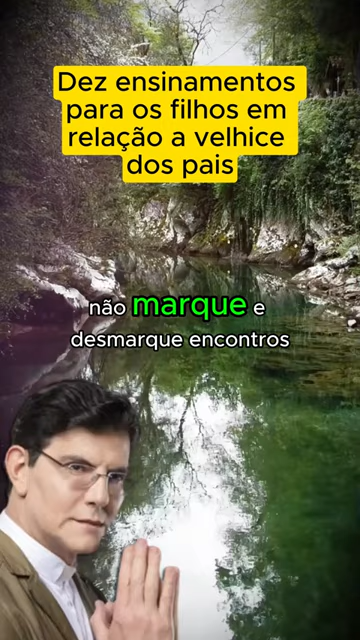 Dez ensinamentos
para os filhos em
relação a velhice
dos pais
não marque e
desmarque encontros